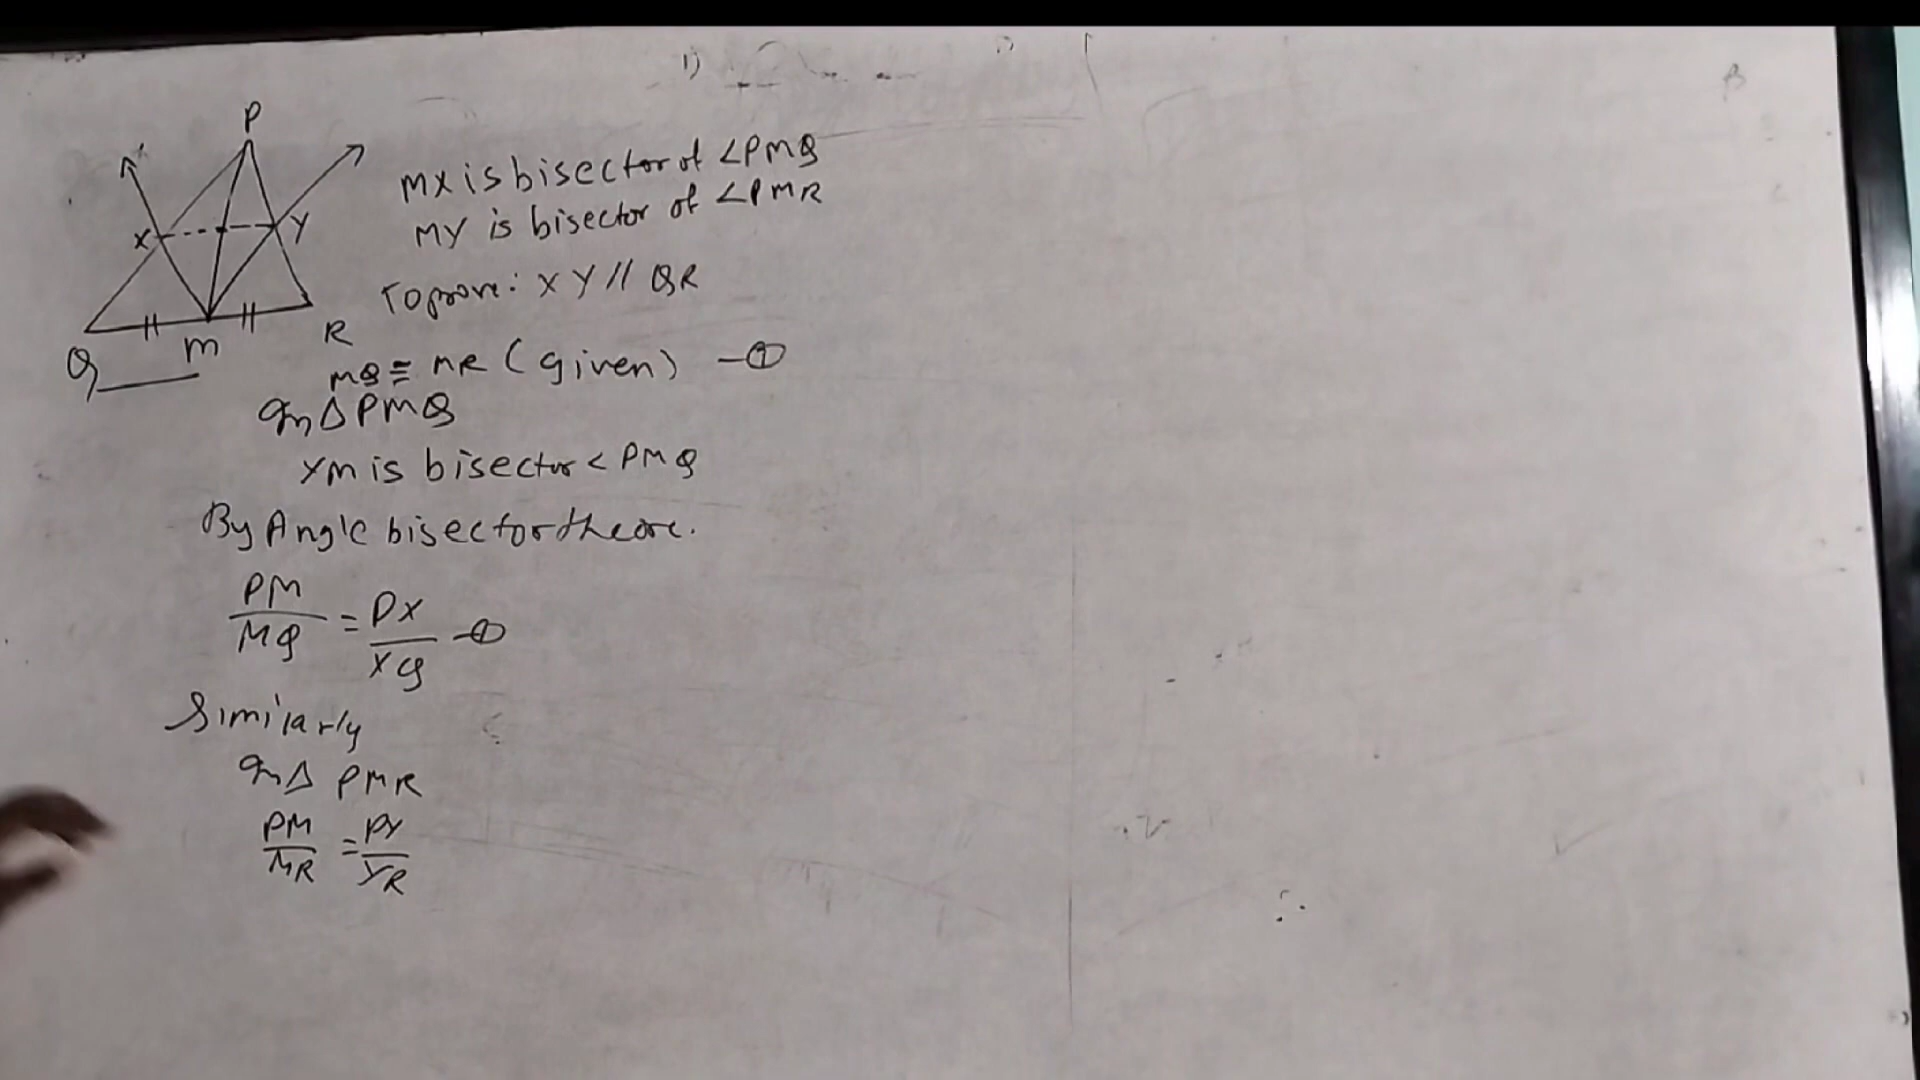 1)
P
X
Y
Q
M
R
MX is bisector of <PMQ
MY is bisector of <PMR
To prove: XY // QR
MQ ≅ MR (given) —①
In △ PMQ
XM is bisector < PMQ
By Angle bisector theore.
PM/MQ = PX/XQ —①
Similarly
In △ PMR
PM/MR = PY/YR